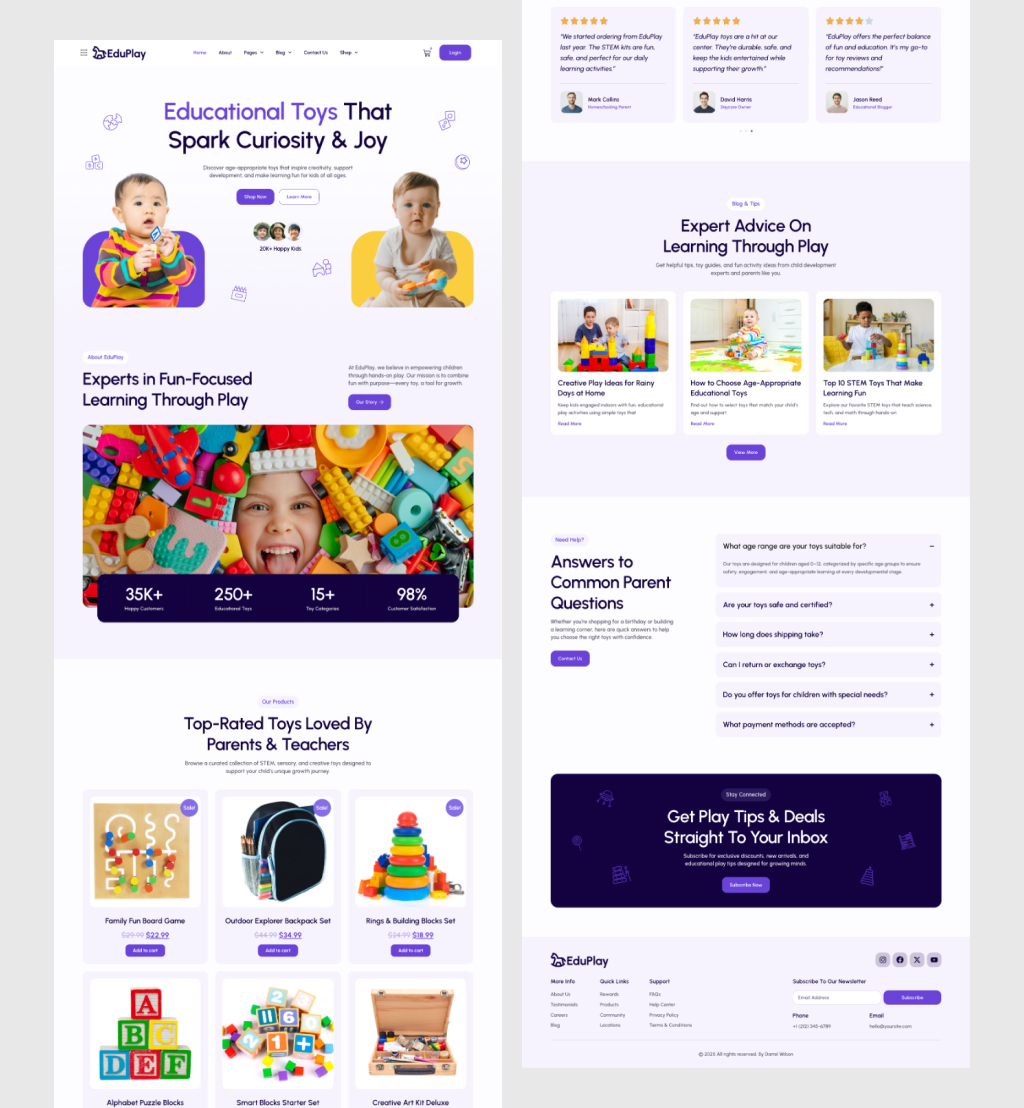 EduPlay
Home
About
Pages
Blog
Contact Us
Shop
Login
Educational Toys That
Spark Curiosity & Joy
Discover age-appropriate toys that inspire creativity, support
development, and make learning fun for kids of all ages.
Shop Now
Learn More
20K+ Happy Kids
About EduPlay
Experts in Fun-Focused
Learning Through Play
At EduPlay, we believe in empowering children
through hands-on play. Our mission is to combine
fun with purpose—every toy, a tool for growth.
Our Story →
35K+
Happy Customers
250+
Educational Toys
15+
Toy Categories
98%
Customer Satisfaction
Our Products
Top-Rated Toys Loved By
Parents & Teachers
Browse a curated collection of STEM, sensory, and creative toys designed to
support your child's unique growth journey.
Sale!
Family Fun Board Game
$29.99 $22.99
Add to cart
Sale!
Outdoor Explorer Backpack Set
$44.99 $34.99
Add to cart
Sale!
Rings & Building Blocks Set
$24.99 $18.99
Add to cart
A
B C
D E F
Alphabet Puzzle Blocks
Smart Blocks Starter Set
Creative Art Kit Deluxe
"We started ordering from EduPlay
last year. The STEM kits are fun,
safe, and perfect for our daily
learning activities."
Mark Collins
Homeschooling Parent
"EduPlay toys are a hit at our
center. They're durable, safe, and
keep the kids entertained while
supporting their growth."
David Harris
Daycare Owner
"EduPlay offers the perfect balance
of fun and education. It's my go-to
for toy reviews and
recommendations!"
Jason Reed
Educational Blogger
Blog & Tips
Expert Advice On
Learning Through Play
Get helpful tips, toy guides, and fun activity ideas from child development
experts and parents like you.
Creative Play Ideas for Rainy
Days at Home
Keep kids engaged indoors with fun, educational
play activities using simple toys that
Read More
How to Choose Age-Appropriate
Educational Toys
Find out how to select toys that match your child's
age and support
Read More
Top 10 STEM Toys That Make
Learning Fun
Explore our favorite STEM toys that teach science,
tech, and math through hands-on
Read More
View More
Need Help?
Answers to
Common Parent
Questions
Whether you're shopping for a birthday or building
a learning corner, here are quick answers to help
you choose the right toys with confidence.
Contact Us
What age range are your toys suitable for? −
Our toys are designed for children aged 0–12, categorized by specific age groups to ensure
safety, engagement, and age-appropriate learning at every developmental stage.
Are your toys safe and certified? +
How long does shipping take? +
Can I return or exchange toys? +
Do you offer toys for children with special needs? +
What payment methods are accepted? +
Stay Connected
Get Play Tips & Deals
Straight To Your Inbox
Subscribe for exclusive discounts, new arrivals, and
educational play tips designed for growing minds.
Subscribe Now
EduPlay
More Info
About Us
Testimonials
Careers
Blog
Quick Links
Rewards
Products
Community
Locations
Support
FAQs
Help Center
Privacy Policy
Terms & Conditions
Subscribe To Our Newsletter
Email Address
Subscribe
Phone
+1 (212) 345-6789
Email
hello@yoursite.com
© 2025 All rights reserved. By Darrel Wilson